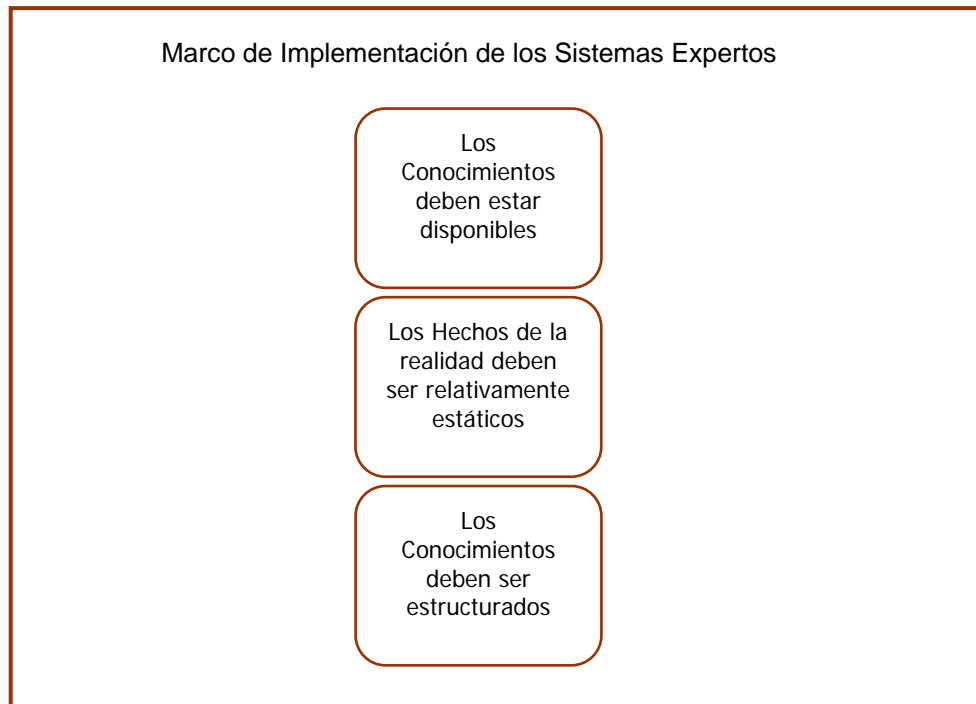 Marco de Implementación de los Sistemas Expertos
Los
Conocimientos
deben estar
disponibles
Los Hechos de la
realidad deben
ser relativamente
estáticos
Los
Conocimientos
deben ser
estructurados